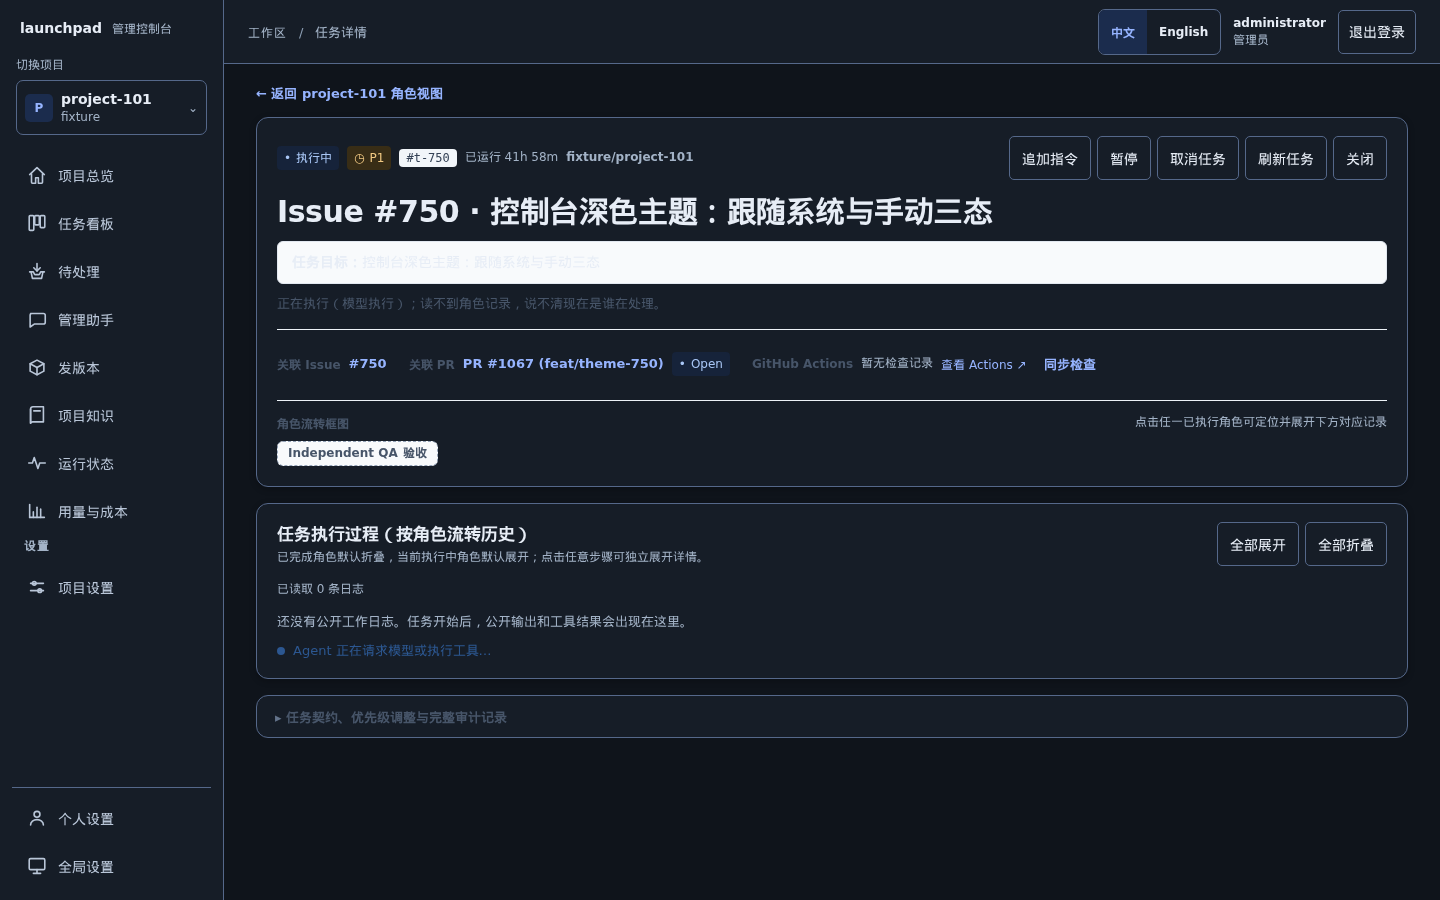 launchpad 管理控制台
切换项目
P project-101
fixture
项目总览
任务看板
待处理
管理助手
发版本
项目知识
运行状态
用量与成本
设置
项目设置
个人设置
全局设置
工作区 / 任务详情
中文 English
administrator
管理员
退出登录
← 返回 project-101 角色视图
• 执行中 P1 #t-750 已运行 41h 58m fixture/project-101
追加指令 暂停 取消任务 刷新任务 关闭
Issue #750 · 控制台深色主题：跟随系统与手动三态
任务目标：控制台深色主题：跟随系统与手动三态
正在执行（模型执行）；读不到角色记录，说不清现在是谁在处理。
关联 Issue #750 关联 PR PR #1067 (feat/theme-750) • Open GitHub Actions 暂无检查记录 查看 Actions ↗ 同步检查
角色流转框图
点击任一已执行角色可定位并展开下方对应记录
Independent QA 验收
任务执行过程（按角色流转历史）
已完成角色默认折叠，当前执行中角色默认展开；点击任意步骤可独立展开详情。
全部展开 全部折叠
已读取 0 条日志
还没有公开工作日志。任务开始后，公开输出和工具结果会出现在这里。
Agent 正在请求模型或执行工具…
▸ 任务契约、优先级调整与完整审计记录